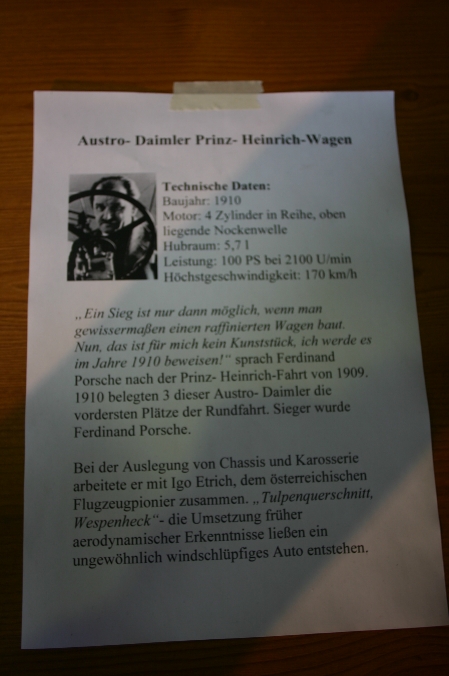 Austro- Daimler Prinz- Heinrich-Wagen
Technische Daten:
Baujahr: 1910
Motor: 4 Zylinder in Reihe, oben
liegende Nockenwelle
Hubraum: 5,7 l
Leistung: 100 PS bei 2100 U/min
Höchstgeschwindigkeit: 170 km/h
„Ein Sieg ist nur dann möglich, wenn man
gewissermaßen einen raffinierten Wagen baut.
Nun, das ist für mich kein Kunststück, ich werde es
im Jahre 1910 beweisen!“ sprach Ferdinand
Porsche nach der Prinz- Heinrich-Fahrt von 1909.
1910 belegten 3 dieser Austro- Daimler die
vordersten Plätze der Rundfahrt. Sieger wurde
Ferdinand Porsche.
Bei der Auslegung von Chassis und Karosserie
arbeitete er mit Igo Etrich, dem österreichischen
Flugzeugpionier zusammen. „Tulpenquerschnitt,
Wespenheck“- die Umsetzung früher
aerodynamischer Erkenntnisse ließen ein
ungewöhnlich windschlüpfiges Auto entstehen.